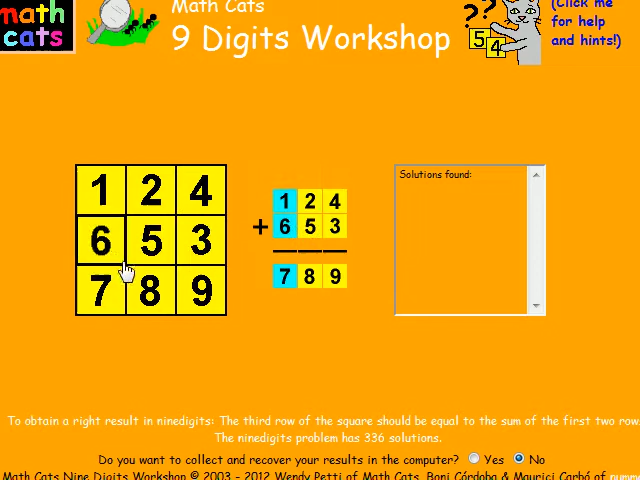 math
cats
Math Cats
9 Digits Workshop
??
5
4
(Click me
for help
and hints!)
1 2 4
6 5 3
7 8 9
1 2 4
+ 6 5 3
7 8 9
Solutions found:
To obtain a right result in ninedigits: The third row of the square should be equal to the sum of the first two row
The ninedigits problem has 336 solutions.
Do you want to collect and recover your results in the computer? Yes No
Math Cats Nine Digits Workshop © 2003 - 2012 Wendy Petti of Math Cats, Boni Córdoba & Maurici Carbó of